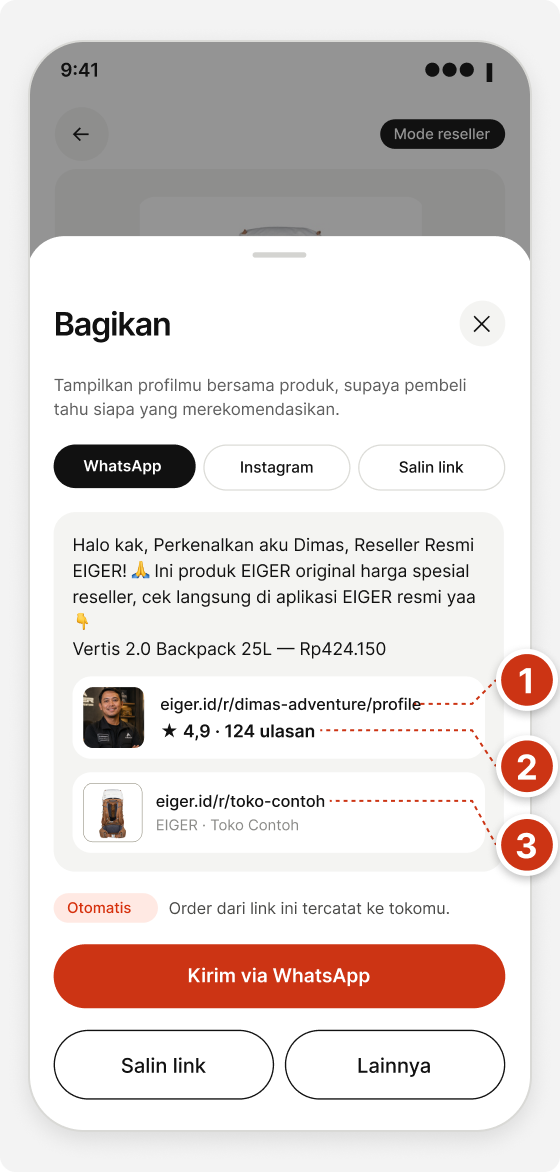 9:41
Mode reseller
Bagikan
Tampilkan profilmu bersama produk, supaya pembeli
tahu siapa yang merekomendasikan.
WhatsApp
Instagram
Salin link
Halo kak, Perkenalkan aku Dimas, Reseller Resmi
EIGER! 🙏 Ini produk EIGER original harga spesial
reseller, cek langsung di aplikasi EIGER resmi yaa
👇
Vertis 2.0 Backpack 25L — Rp424.150
eiger.id/r/dimas-adventure/profile
1
★ 4,9 · 124 ulasan
2
eiger.id/r/toko-contoh
EIGER · Toko Contoh
3
Otomatis
Order dari link ini tercatat ke tokomu.
Kirim via WhatsApp
Salin link
Lainnya